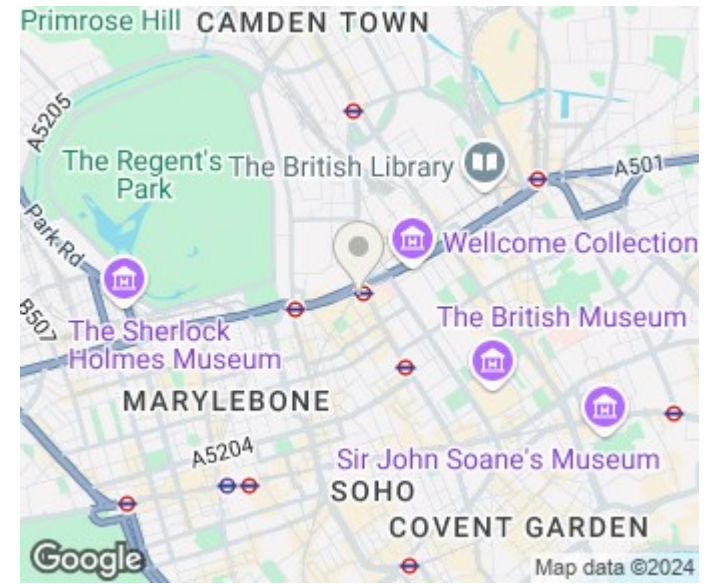 Primrose Hill
CAMDEN TOWN
A5205
The Regent's
Park
The British Library
A501
Park Rd
Wellcome Collection
B507
The Sherlock
Holmes Museum
The British Museum
MARYLEBONE
A5204
Sir John Soane's Museum
SOHO
COVENT GARDEN
Google
Map data ©2024